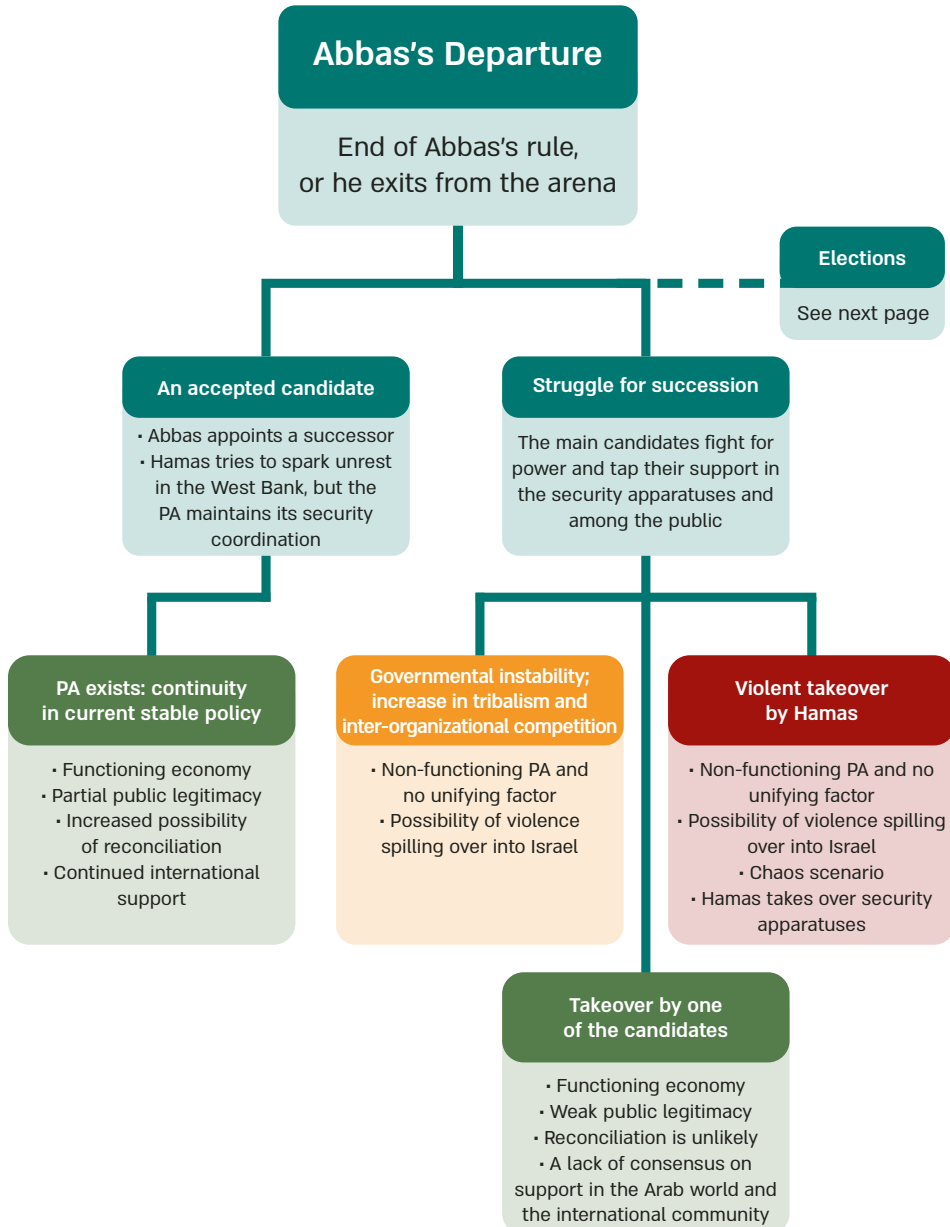 Abbas's Departure
End of Abbas's rule,
or he exits from the arena
Elections
See next page
An accepted candidate
· Abbas appoints a successor
· Hamas tries to spark unrest
in the West Bank, but the
PA maintains its security
coordination
Struggle for succession
The main candidates fight for
power and tap their support in
the security apparatuses and
among the public
PA exists: continuity
in current stable policy
· Functioning economy
· Partial public legitimacy
· Increased possibility
of reconciliation
· Continued international
support
Governmental instability;
increase in tribalism and
inter-organizational competition
· Non-functioning PA and
no unifying factor
· Possibility of violence
spilling over into Israel
Violent takeover
by Hamas
· Non-functioning PA and no
unifying factor
· Possibility of violence spilling
over into Israel
· Chaos scenario
· Hamas takes over security
apparatuses
Takeover by one
of the candidates
· Functioning economy
· Weak public legitimacy
· Reconciliation is unlikely
· A lack of consensus on
support in the Arab world and
the international community